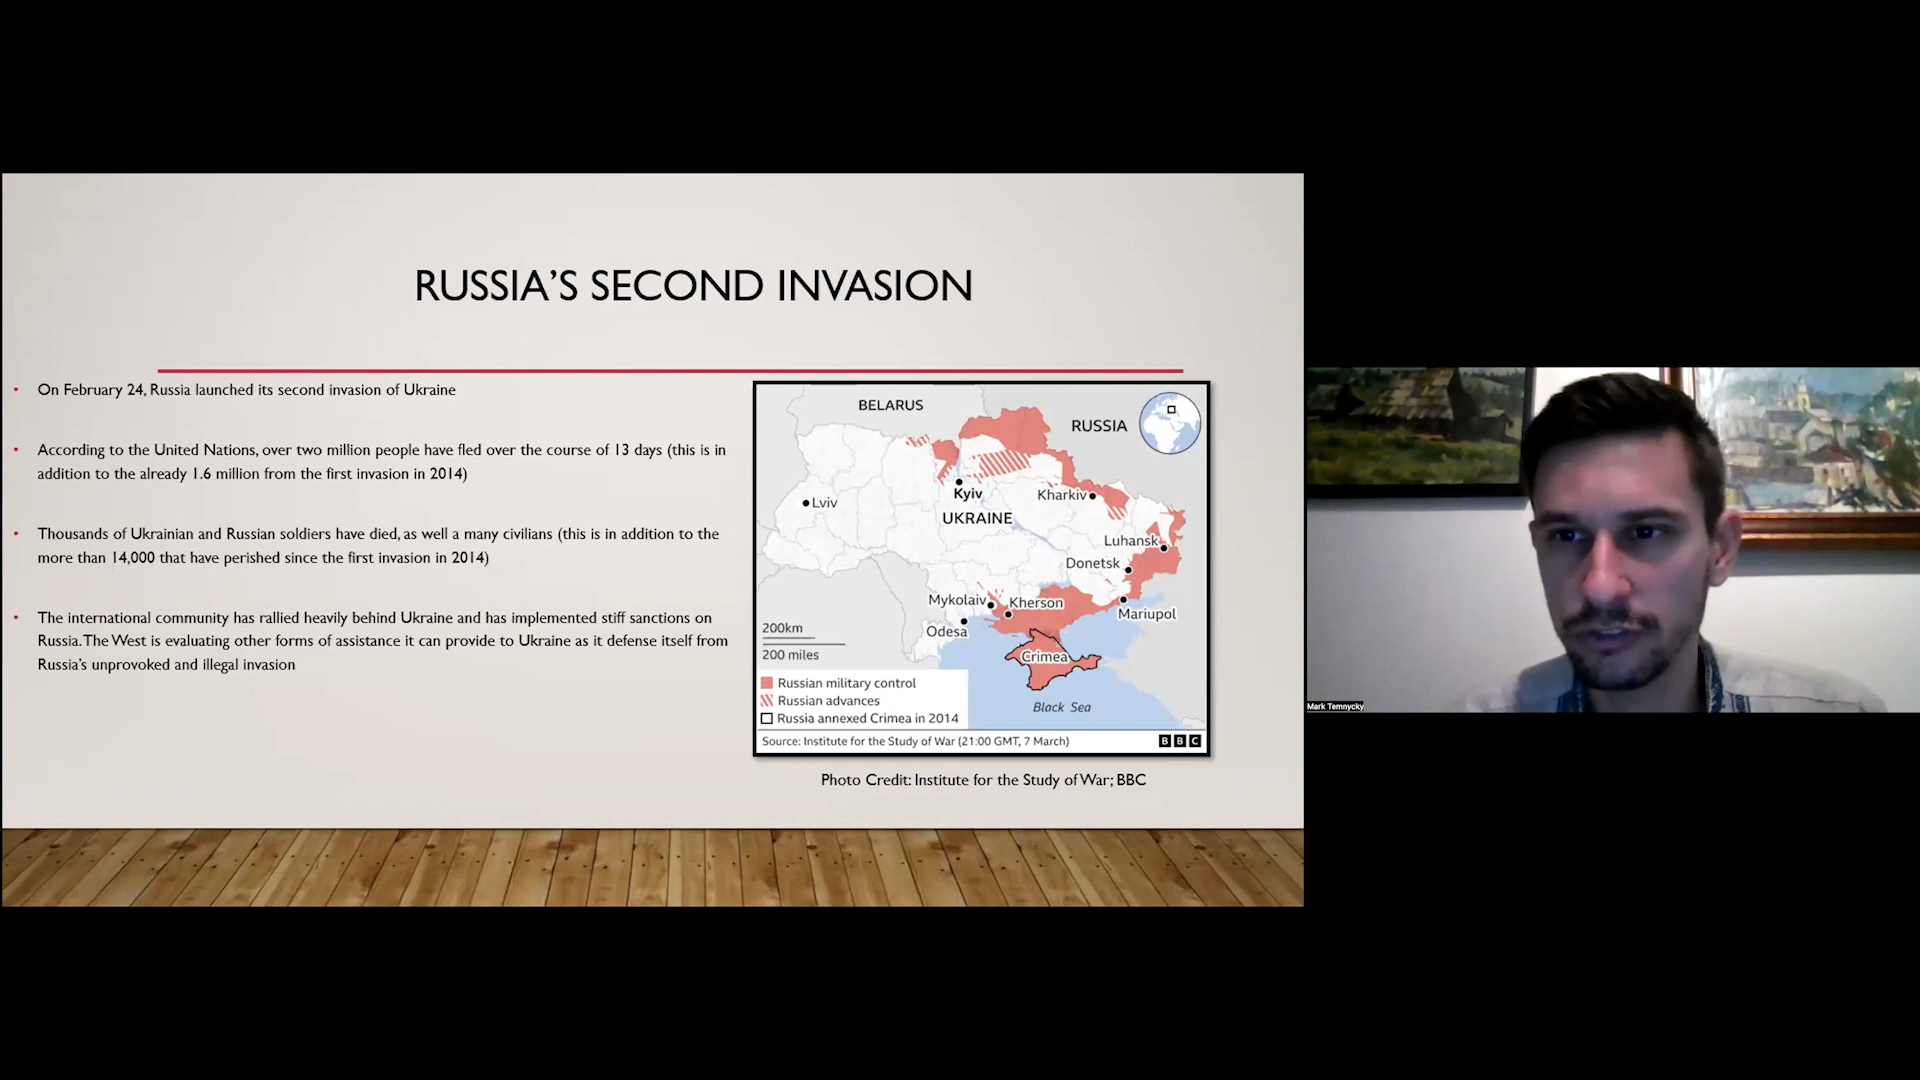 RUSSIA'S SECOND INVASION
• On February 24, Russia launched its second invasion of Ukraine
• According to the United Nations, over two million people have fled over the course of 13 days (this is in
addition to the already 1.6 million from the first invasion in 2014)
• Thousands of Ukrainian and Russian soldiers have died, as well a many civilians (this is in addition to the
more than 14,000 that have perished since the first invasion in 2014)
• The international community has rallied heavily behind Ukraine and has implemented stiff sanctions on
Russia. The West is evaluating other forms of assistance it can provide to Ukraine as it defense itself from
Russia's unprovoked and illegal invasion
BELARUS
RUSSIA
Kyiv
Kharkiv
Lviv
UKRAINE
Luhansk
Donetsk
Mykolaiv
Kherson
Mariupol
Odesa
200km
200 miles
Crimea
Black Sea
Russian military control
Russian advances
Russia annexed Crimea in 2014
Source: Institute for the Study of War (21:00 GMT, 7 March)
BBC
Photo Credit: Institute for the Study of War; BBC
Mark Temnycky